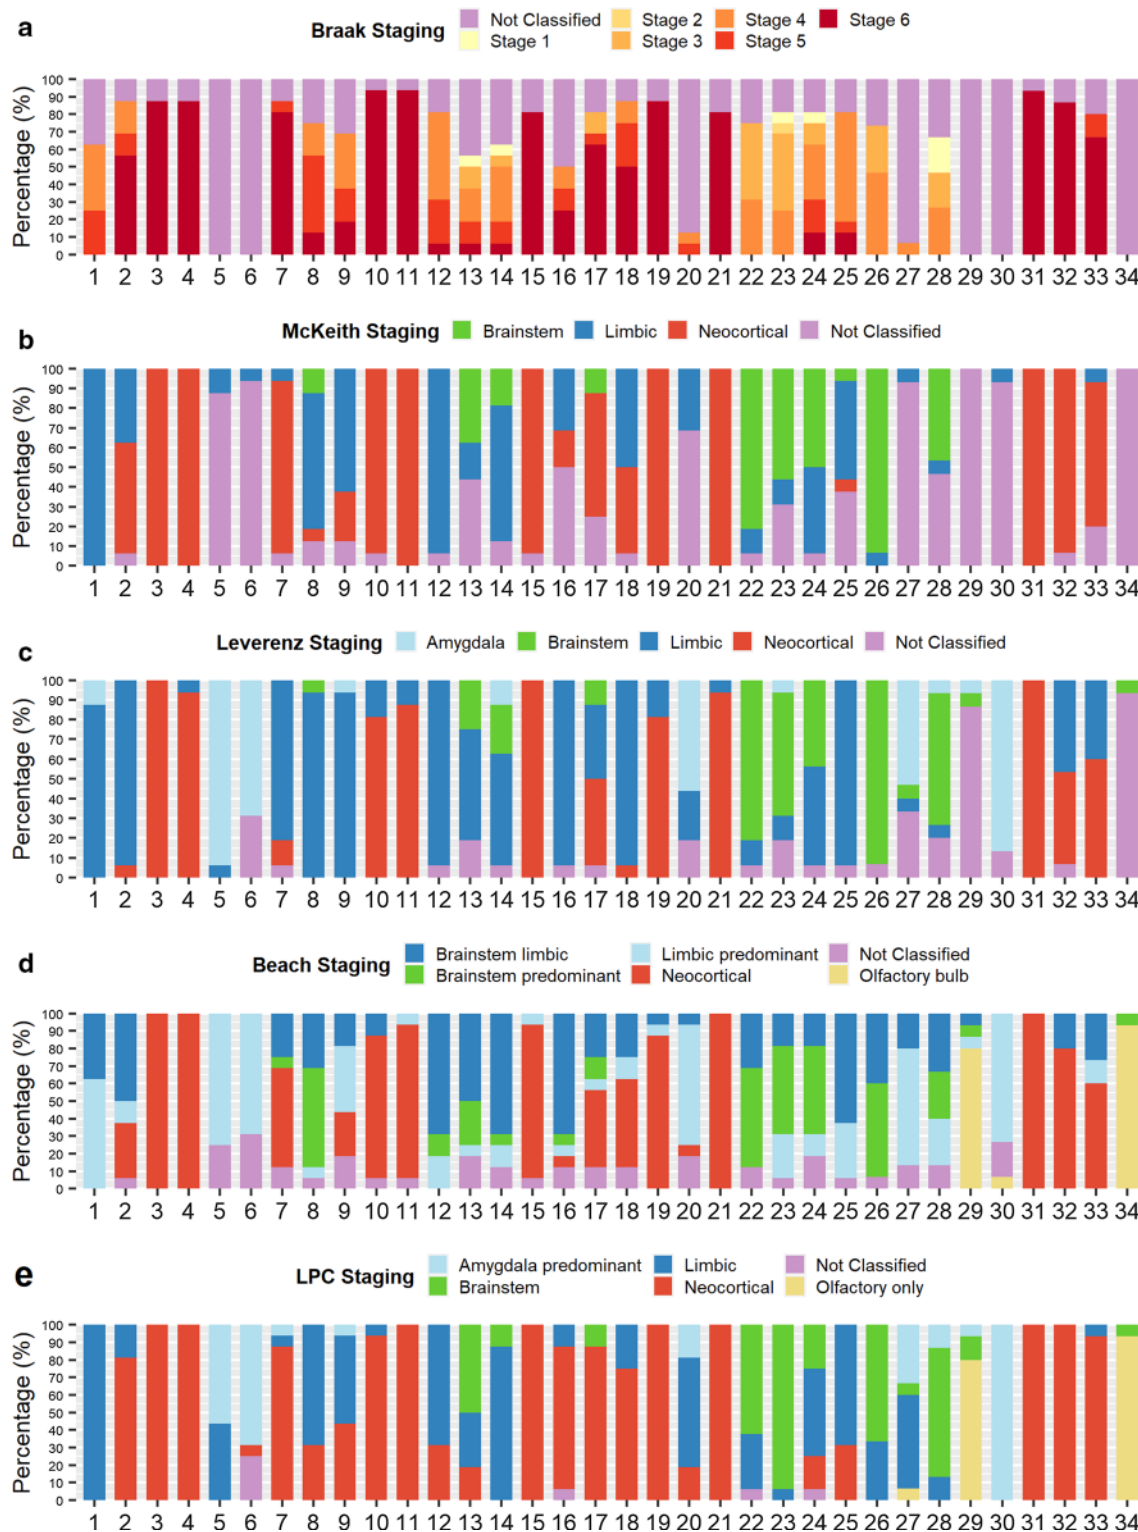 a
Braak Staging
Not Classified Stage 2 Stage 4 Stage 6
Stage 1 Stage 3 Stage 5
Percentage (%)
100
90
80
70
60
50
40
30
20
10
0
1 2 3 4 5 6 7 8 9 10 11 12 13 14 15 16 17 18 19 20 21 22 23 24 25 26 27 28 29 30 31 32 33 34
b
McKeith Staging Brainstem Limbic Neocortical Not Classified
Percentage (%)
100
90
80
70
60
50
40
30
20
10
0
1 2 3 4 5 6 7 8 9 10 11 12 13 14 15 16 17 18 19 20 21 22 23 24 25 26 27 28 29 30 31 32 33 34
c
Leverenz Staging Amygdala Brainstem Limbic Neocortical Not Classified
Percentage (%)
100
90
80
70
60
50
40
30
20
10
0
1 2 3 4 5 6 7 8 9 10 11 12 13 14 15 16 17 18 19 20 21 22 23 24 25 26 27 28 29 30 31 32 33 34
d
Beach Staging
Brainstem limbic Limbic predominant Not Classified
Brainstem predominant Neocortical Olfactory bulb
Percentage (%)
100
90
80
70
60
50
40
30
20
10
0
1 2 3 4 5 6 7 8 9 10 11 12 13 14 15 16 17 18 19 20 21 22 23 24 25 26 27 28 29 30 31 32 33 34
e
LPC Staging
Amygdala predominant Limbic Not Classified
Brainstem Neocortical Olfactory only
Percentage (%)
100
90
80
70
60
50
40
30
20
10
0
1 2 3 4 5 6 7 8 9 10 11 12 13 14 15 16 17 18 19 20 21 22 23 24 25 26 27 28 29 30 31 32 33 34